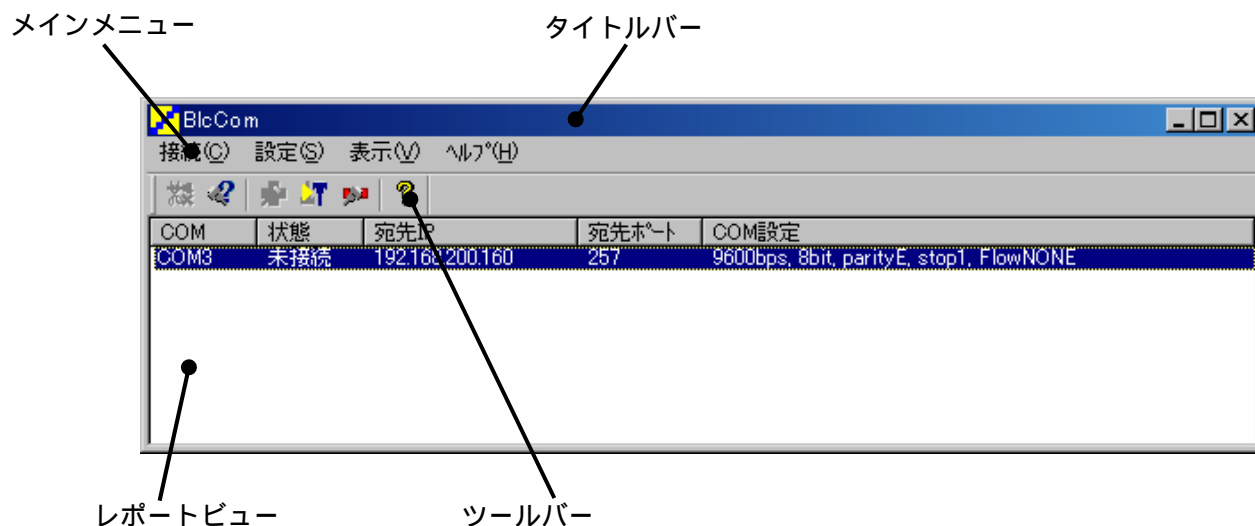 メインメニュー
タイトルバー
BlcCom
接続(C) 設定(S) 表示(V) ﾍﾙﾌﾟ(H)
COM 状態 宛先IP 宛先ﾎﾟｰﾄ COM設定
COM3 未接続 192.168.200.160 257 9600bps, 8bit, parityE, stop1, FlowNONE
レポートビュー
ツールバー